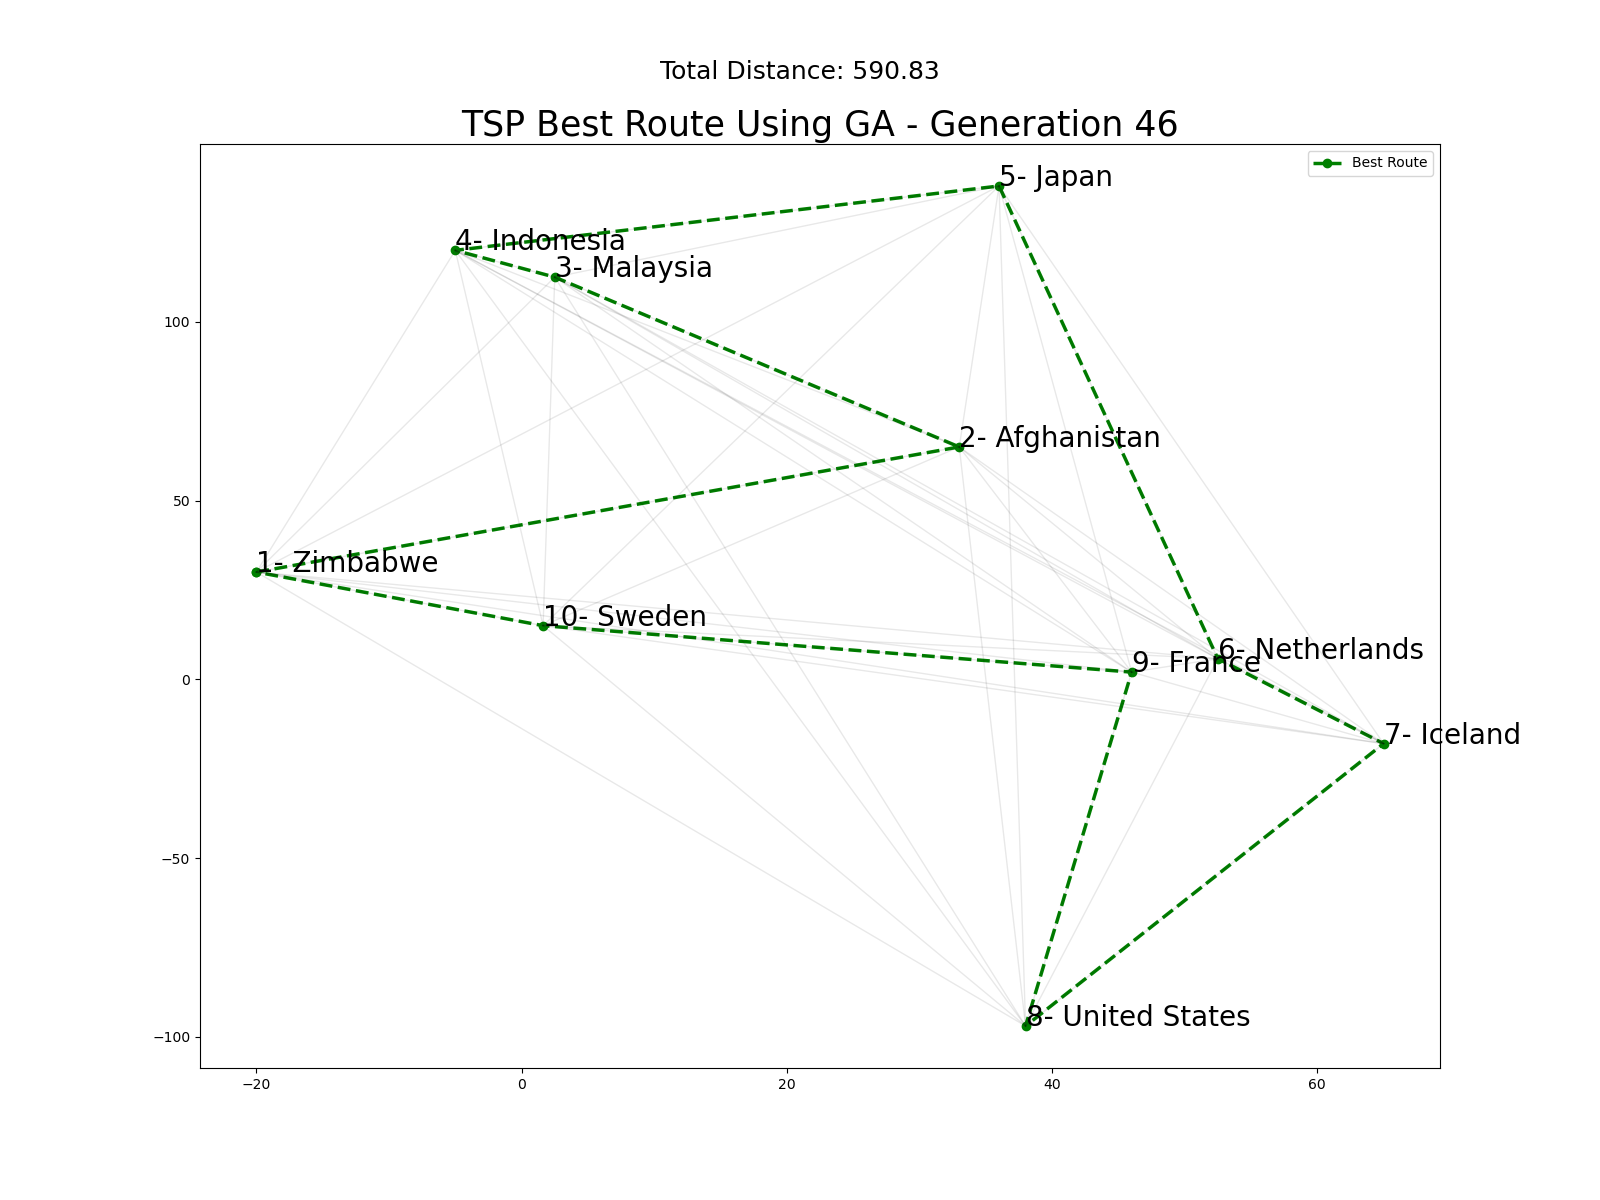 Total Distance: 590.83
TSP Best Route Using GA - Generation 46
Best Route
5- Japan
4- Indonesia
3- Malaysia
100
2- Afghanistan
50
1- Zimbabwe
10- Sweden
6- Netherlands
9- France
0
7- Iceland
−50
8- United States
−100
−20 0 20 40 60